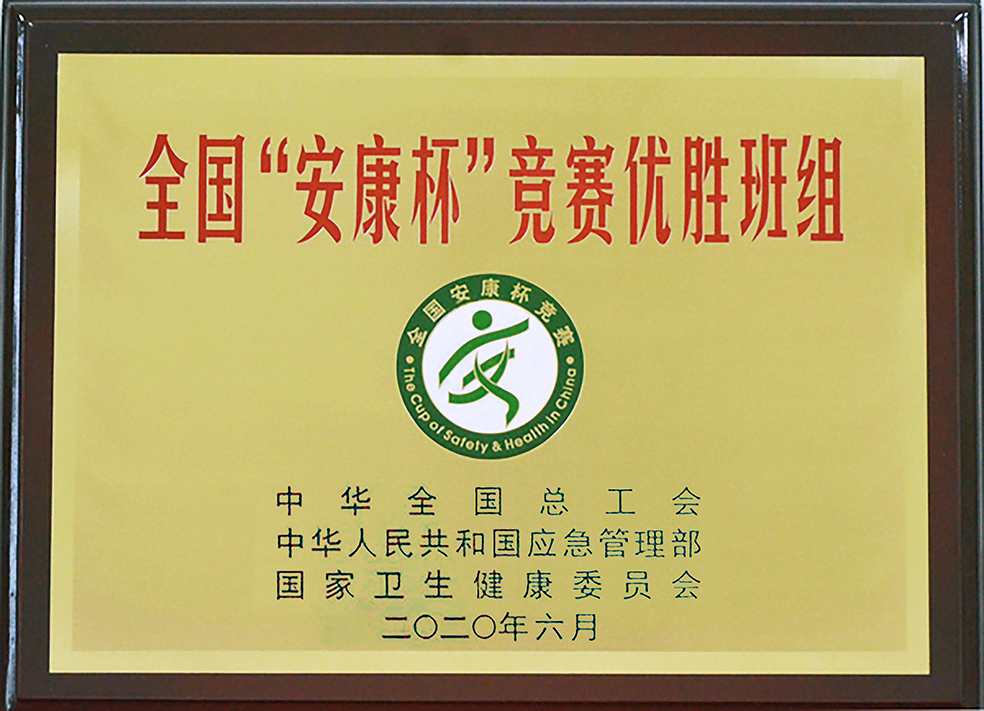 全国“安康杯”竞赛优胜班组
全国安康杯竞赛
The Cup of Safety & Health in China
中华全国总工会
中华人民共和国应急管理部
国家卫生健康委员会
二〇二〇年六月